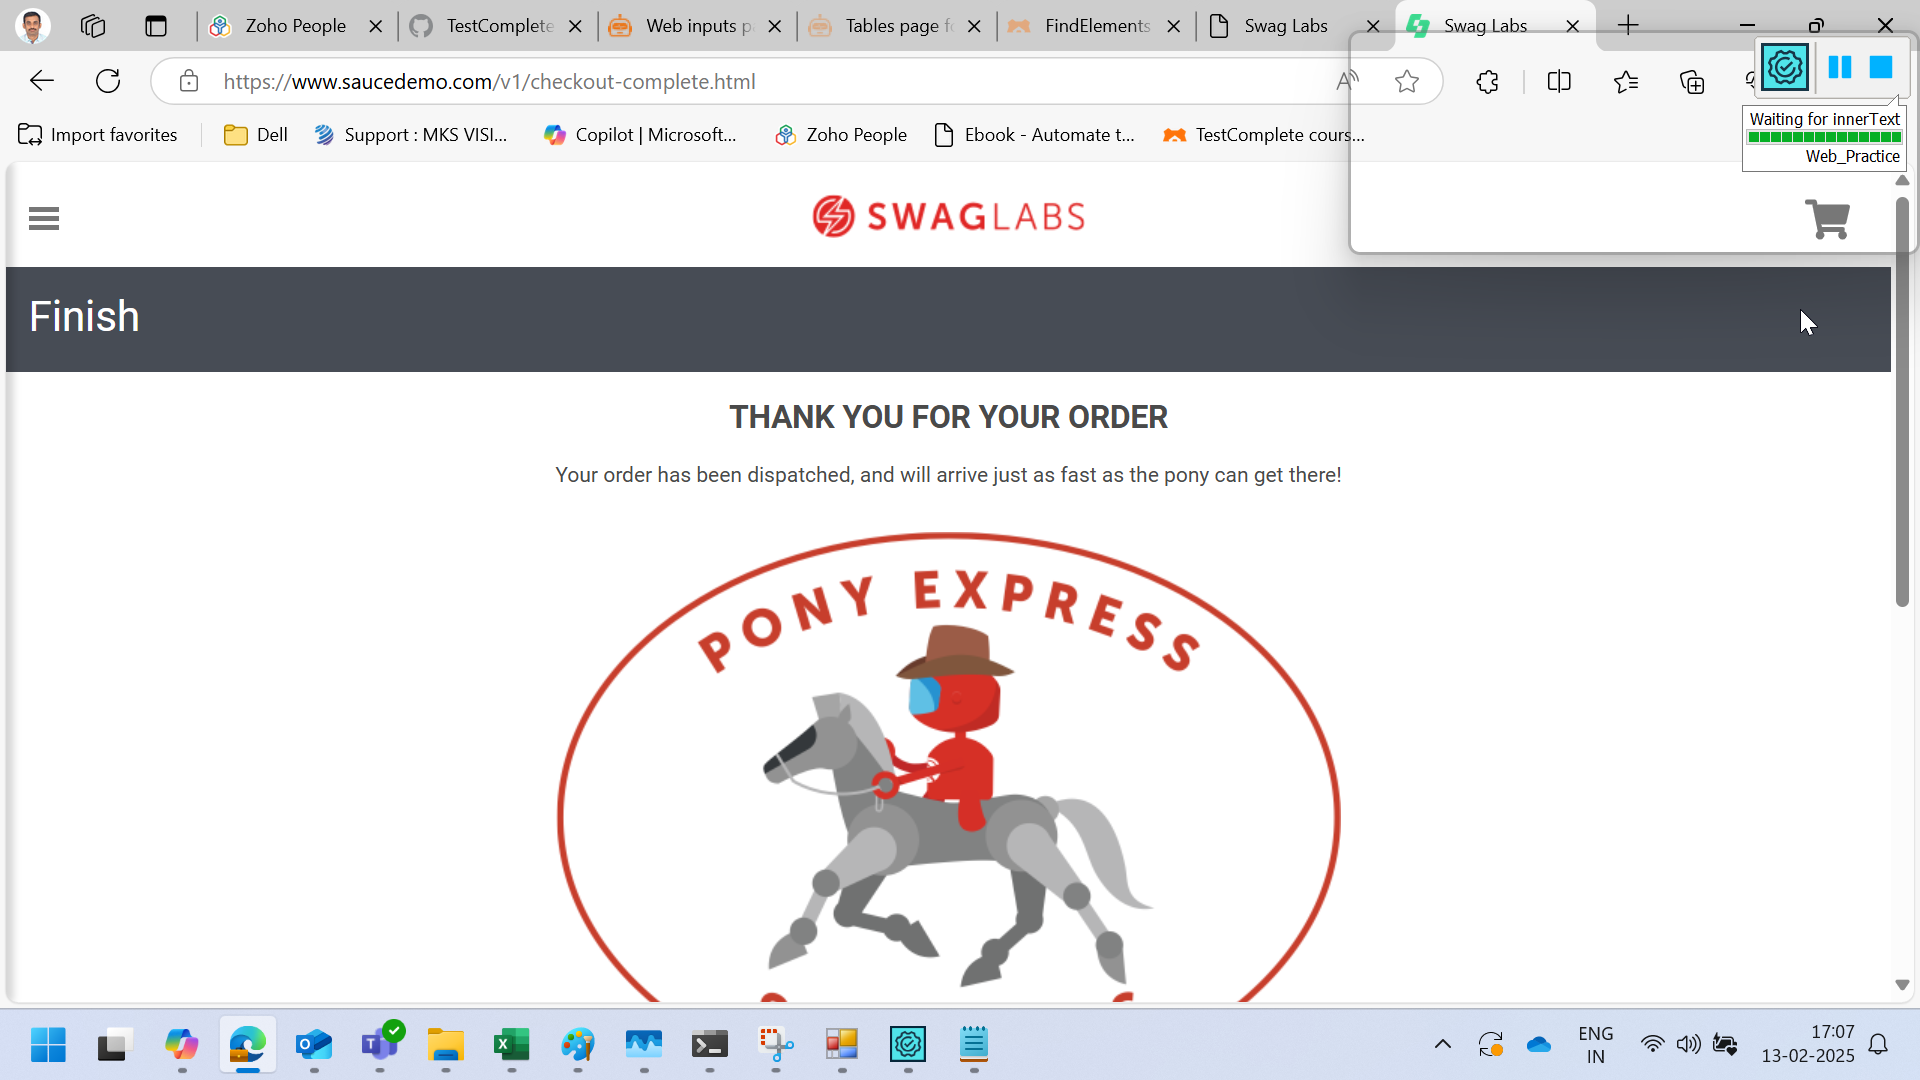 Zoho People
TestComplete
Web inputs p
Tables page f
FindElements
Swag Labs
Swag Labs
https://www.saucedemo.com/v1/checkout-complete.html
Waiting for innerText
Web_Practice
Import favorites
Dell
Support : MKS VISI...
Copilot | Microsoft...
Zoho People
Ebook - Automate t...
TestComplete cours...
SWAGLABS
Finish
THANK YOU FOR YOUR ORDER
Your order has been dispatched, and will arrive just as fast as the pony can get there!
PONY EXPRESS
ENG
IN
17:07
13-02-2025